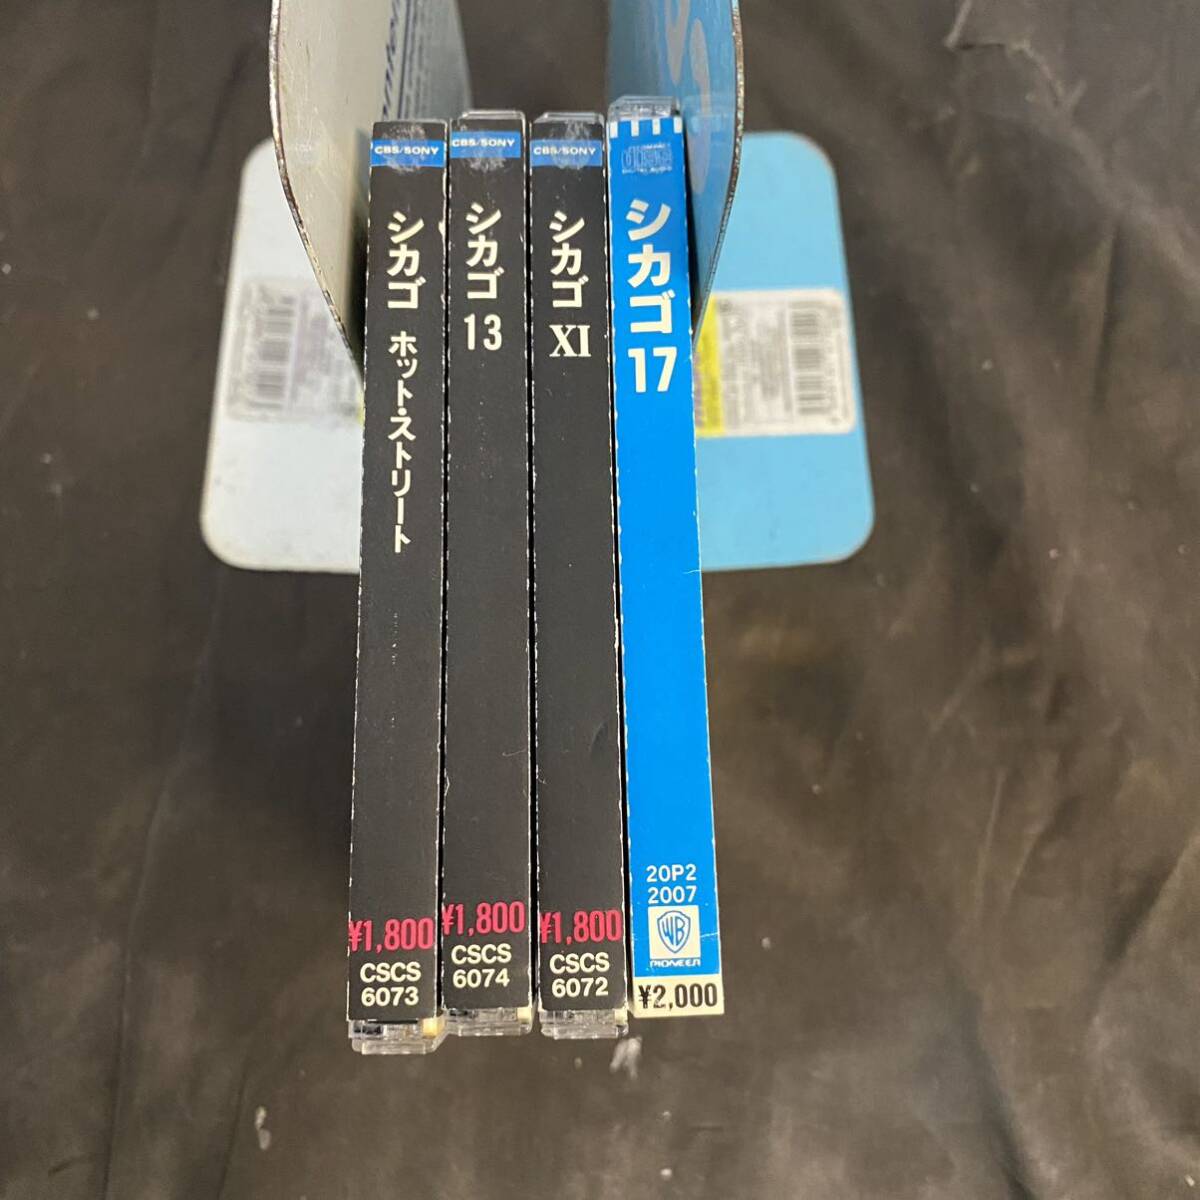 CBS/SONY
シカゴ ホット・ストリート
¥1,800
CSCS
6073
CBS/SONY
シカゴ 13
¥1,800
CSCS
6074
CBS/SONY
シカゴ XI
¥1,800
CSCS
6072
シカゴ 17
20P2
2007
WB
PIONEER
¥2,000